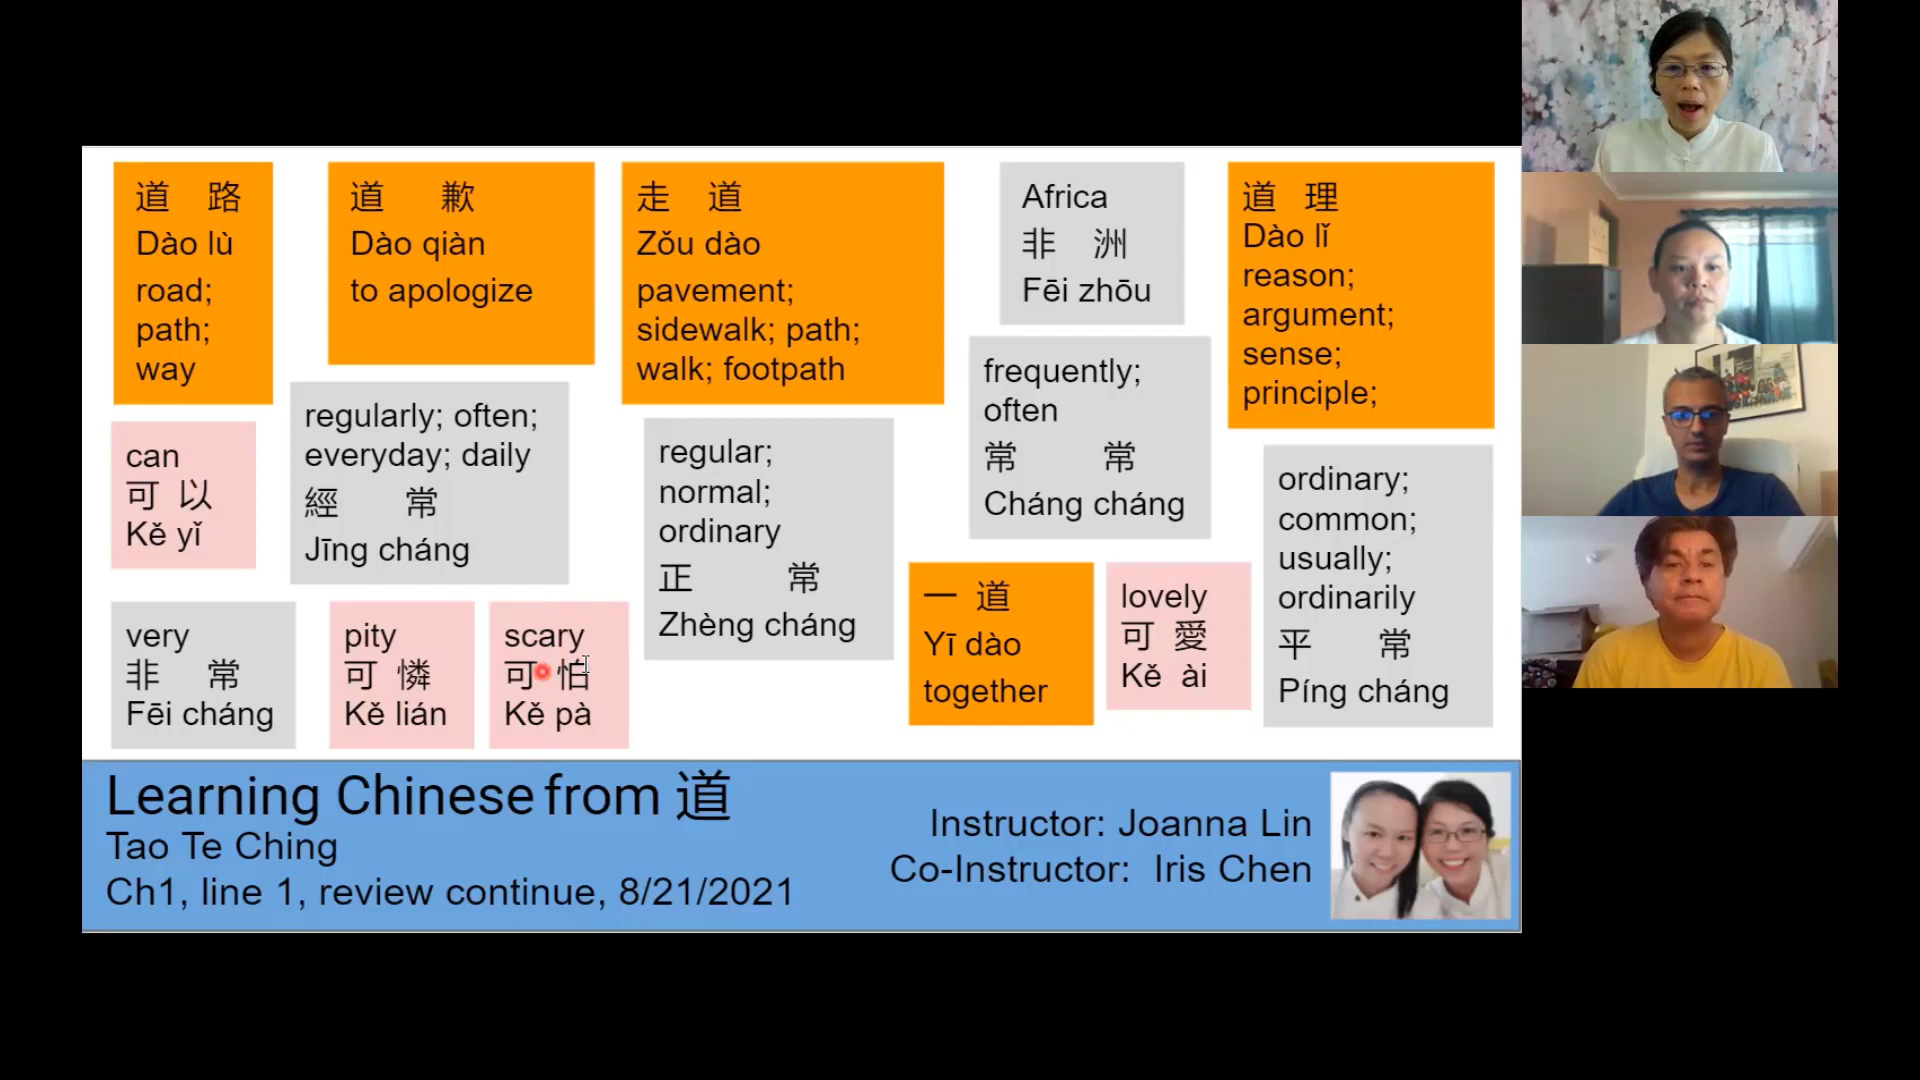 道 路
Dào lù
road;
path;
way
道 歉
Dào qiàn
to apologize
走 道
Zǒu dào
pavement;
sidewalk; path;
walk; footpath
Africa
非 洲
Fēi zhōu
道 理
Dào lǐ
reason;
argument;
sense;
principle;
can
可 以
Kě yǐ
regularly; often;
everyday; daily
經 常
Jīng cháng
regular;
normal;
ordinary
正 常
Zhèng cháng
frequently;
often
常 常
Cháng cháng
ordinary;
common;
usually;
ordinarily
平 常
Píng cháng
very
非 常
Fēi cháng
pity
可 憐
Kě lián
scary
可 怕
Kě pà
一 道
Yī dào
together
lovely
可 愛
Kě ài
Learning Chinese from 道
Tao Te Ching
Ch1, line 1, review continue, 8/21/2021
Instructor: Joanna Lin
Co-Instructor: Iris Chen